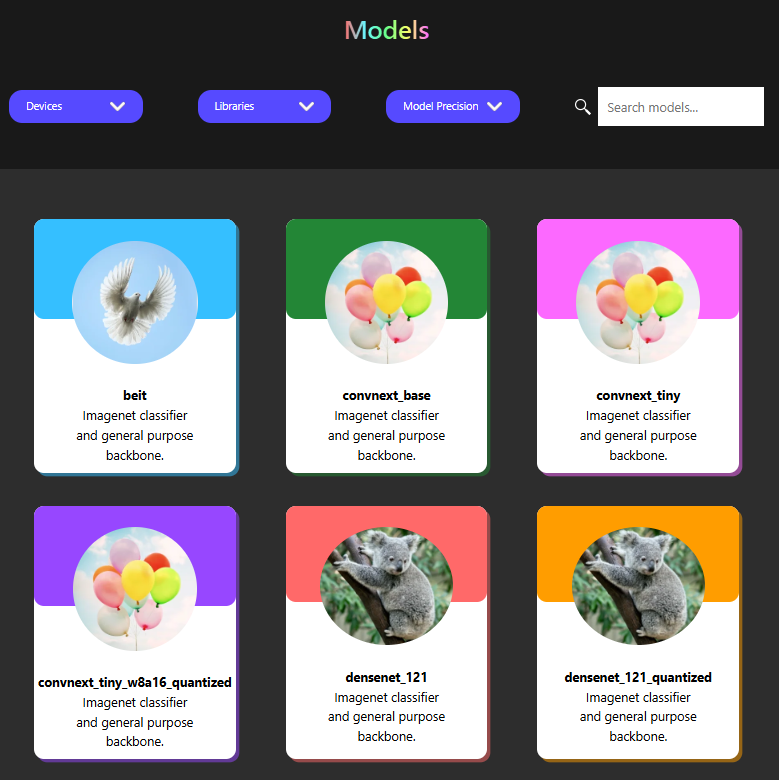 Models
Devices
Libraries
Model Precision
Search models...
beit
Imagenet classifier
and general purpose
backbone.
convnext_base
Imagenet classifier
and general purpose
backbone.
convnext_tiny
Imagenet classifier
and general purpose
backbone.
convnext_tiny_w8a16_quantized
Imagenet classifier
and general purpose
backbone.
densenet_121
Imagenet classifier
and general purpose
backbone.
densenet_121_quantized
Imagenet classifier
and general purpose
backbone.